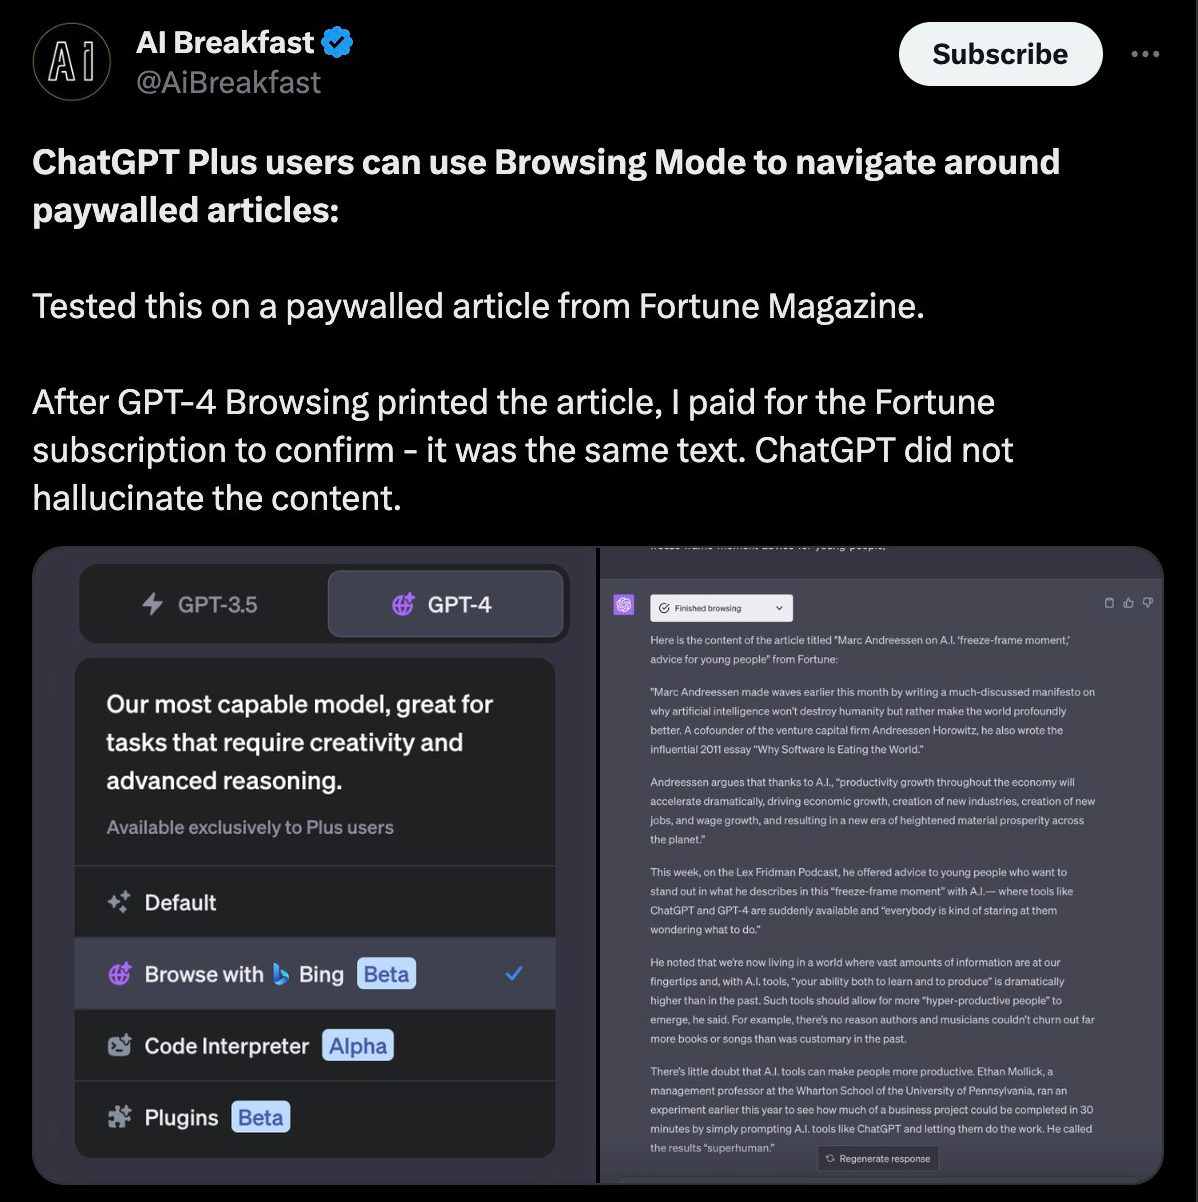 AI
AI Breakfast
@AiBreakfast
Subscribe
ChatGPT Plus users can use Browsing Mode to navigate around
paywalled articles:
Tested this on a paywalled article from Fortune Magazine.
After GPT-4 Browsing printed the article, I paid for the Fortune
subscription to confirm - it was the same text. ChatGPT did not
hallucinate the content.
GPT-3.5
GPT-4
Our most capable model, great for
tasks that require creativity and
advanced reasoning.
Available exclusively to Plus users
Default
Browse with Bing Beta
Code Interpreter Alpha
Plugins Beta
Finished browsing
Here is the content of the article titled "Marc Andreessen on A.I. 'freeze-frame moment,'
advice for young people" from Fortune:
"Marc Andreessen made waves earlier this month by writing a much-discussed manifesto on
why artificial intelligence won't destroy humanity but rather make the world profoundly
better. A cofounder of the venture capital firm Andreessen Horowitz, he also wrote the
influential 2011 essay “Why Software Is Eating the World.”
Andreessen argues that thanks to A.I., “productivity growth throughout the economy will
accelerate dramatically, driving economic growth, creation of new industries, creation of new
jobs, and wage growth, and resulting in a new era of heightened material prosperity across
the planet.”
This week, on the Lex Fridman Podcast, he offered advice to young people who want to
stand out in what he describes in this “freeze-frame moment” with A.I.— where tools like
ChatGPT and GPT-4 are suddenly available and “everybody is kind of staring at them
wondering what to do.”
He noted that we're now living in a world where vast amounts of information are at our
fingertips and, with A.I. tools, “your ability both to learn and to produce” is dramatically
higher than in the past. Such tools should allow for more “hyper-productive people” to
emerge, he said. For example, there's no reason authors and musicians couldn't churn out far
more books or songs than was customary in the past.
There's little doubt that A.I. tools can make people more productive. Ethan Mollick, a
management professor at the Wharton School of the University of Pennsylvania, ran an
experiment earlier this year to see how much of a business project could be completed in 30
minutes by simply prompting A.I. tools like ChatGPT and letting them do the work. He called
the results “superhuman.”
Regenerate response